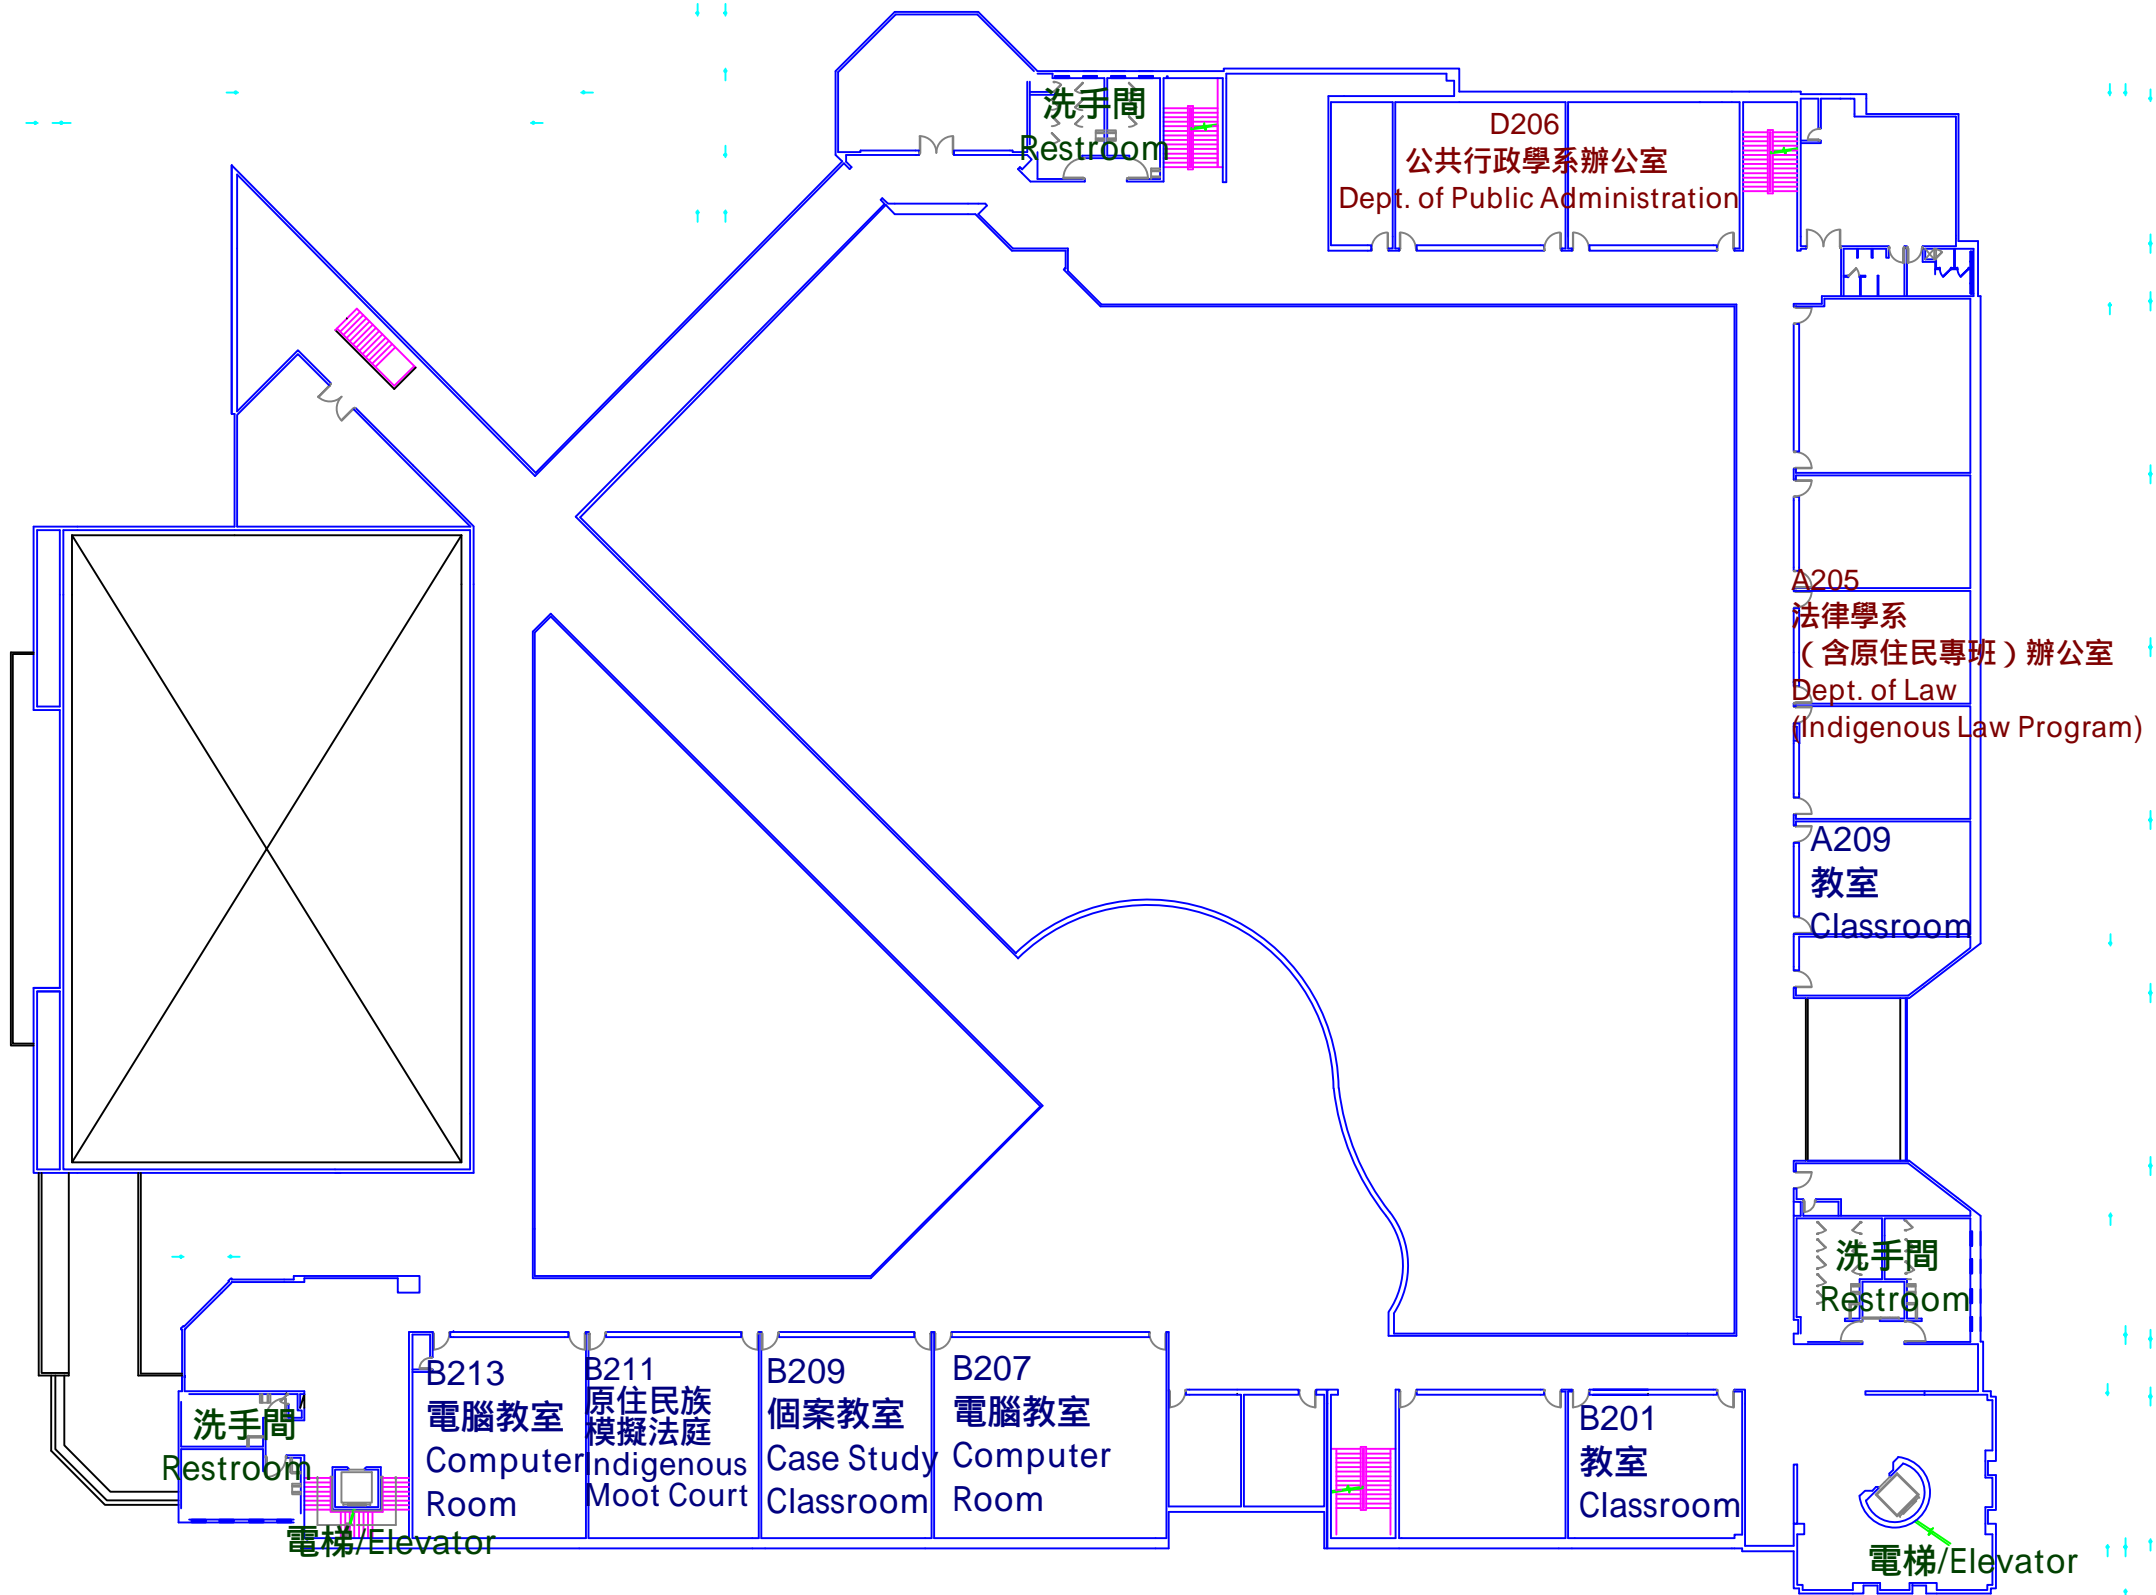 洗手間
Restroom
D206
公共行政學系辦公室
Dept. of Public Administration
A205
法律學系
（含原住民專班）辦公室
Dept. of Law
(Indigenous Law Program)
A209
教室
Classroom
洗手間
Restroom
B213
電腦教室
Computer
Room
B211
原住民族
模擬法庭
Indigenous
Moot Court
B209
個案教室
Case Study
Classroom
B207
電腦教室
Computer
Room
B201
教室
Classroom
洗手間
Restroom
電梯/Elevator
電梯/Elevator